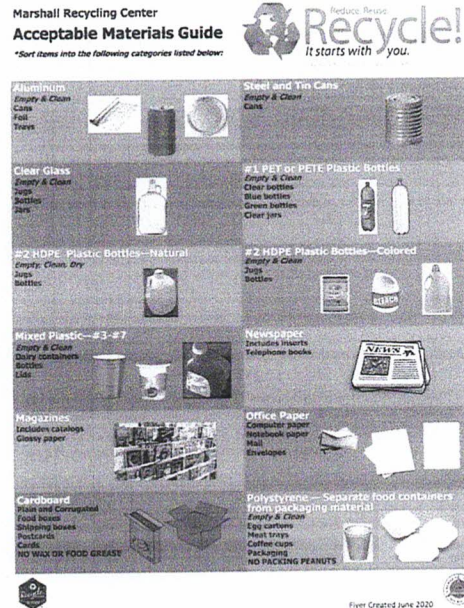 Marshall Recycling Center
Acceptable Materials Guide
*Sort items into the following categories listed below:
Reduce. Reuse.
Recycle!
It starts with you.
Aluminum
Empty & Clean
Cans
Foil
Trays
Steel and Tin Cans
Empty & Clean
Cans
Clear Glass
Empty & Clean
Jugs
Bottles
Jars
#1 PET or PETE Plastic Bottles
Empty & Clean
Clear bottles
Blue bottles
Green bottles
Clear jars
#2 HDPE Plastic Bottles—Natural
Empty, Clean, Dry
Jugs
Bottles
#2 HDPE Plastic Bottles—Colored
Empty & Clean
Jugs
Bottles
BLEACH
Mixed Plastic—#3-#7
Empty & Clean
Dairy containers
Bottles
Lids
Newspaper
Includes inserts
Telephone books
NEWS
Magazines
Includes catalogs
Glossy paper
Office Paper
Computer paper
Notebook paper
Mail
Envelopes
Cardboard
Plain and Corrugated
Food boxes
Shipping boxes
Postcards
Cards
NO WAX OR FOOD GREASE
Polystyrene — Separate food containers
from packaging material
Empty & Clean
Egg cartons
Meat trays
Coffee cups
Packaging
NO PACKING PEANUTS
Recycle
Flyer Created June 2020